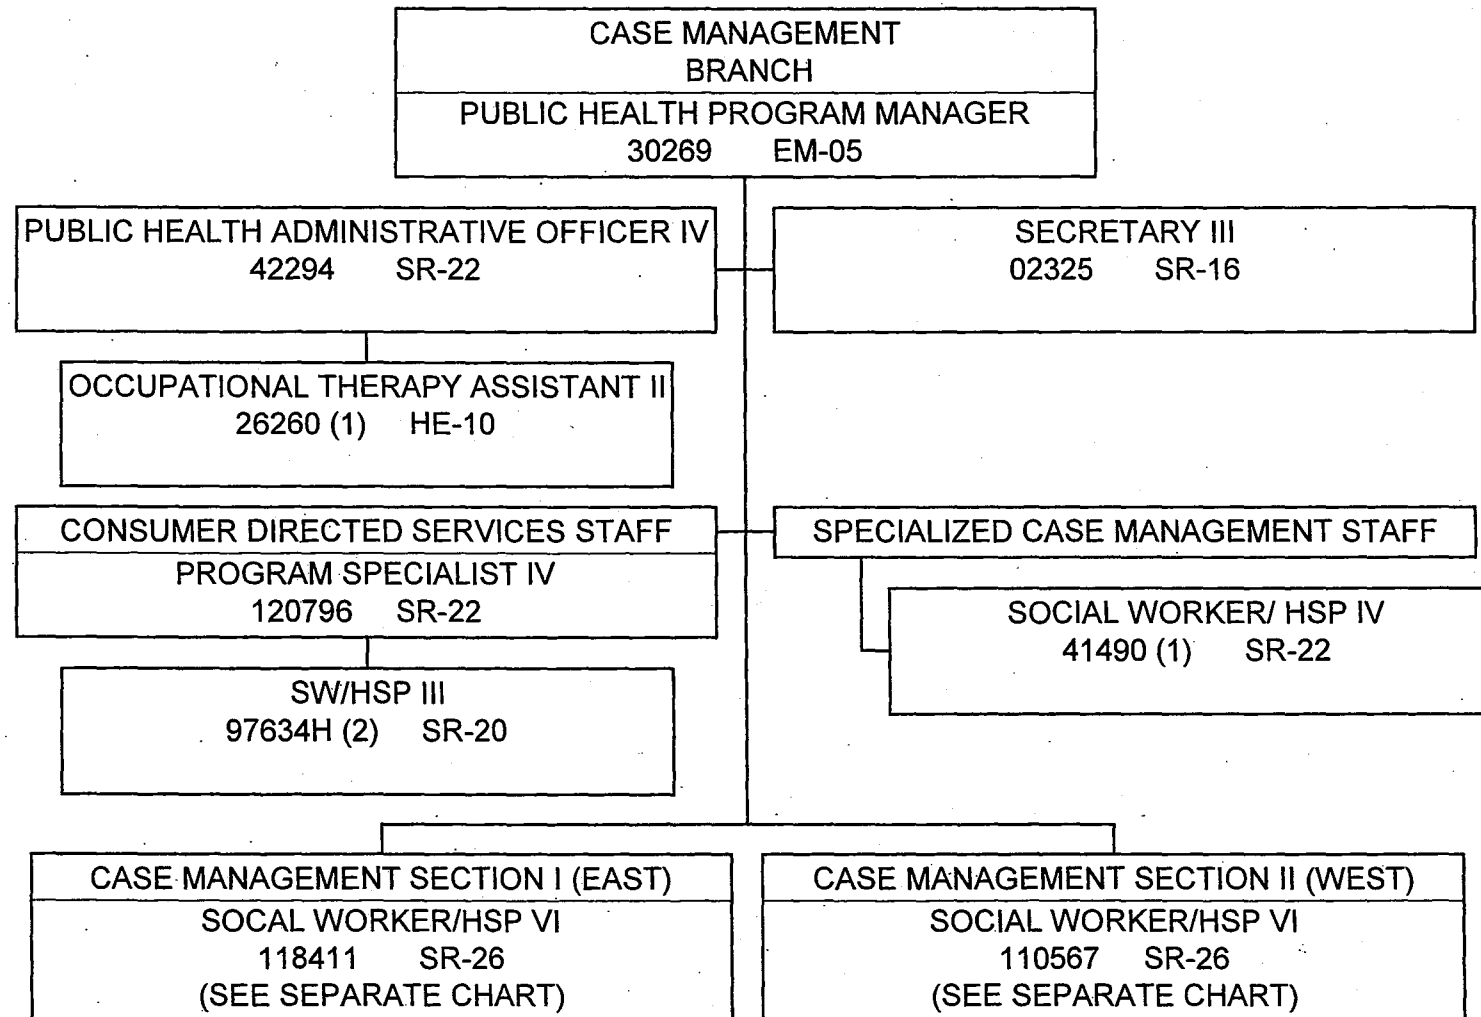 CASE MANAGEMENT
BRANCH
PUBLIC HEALTH PROGRAM MANAGER
30269 EM-05
PUBLIC HEALTH ADMINISTRATIVE OFFICER IV
42294 SR-22
SECRETARY III
02325 SR-16
OCCUPATIONAL THERAPY ASSISTANT II
26260 (1) HE-10
CONSUMER DIRECTED SERVICES STAFF
PROGRAM SPECIALIST IV
120796 SR-22
SPECIALIZED CASE MANAGEMENT STAFF
SOCIAL WORKER/ HSP IV
41490 (1) SR-22
SW/HSP III
97634H (2) SR-20
CASE MANAGEMENT SECTION I (EAST)
SOCAL WORKER/HSP VI
118411 SR-26
(SEE SEPARATE CHART)
CASE MANAGEMENT SECTION II (WEST)
SOCIAL WORKER/HSP VI
110567 SR-26
(SEE SEPARATE CHART)